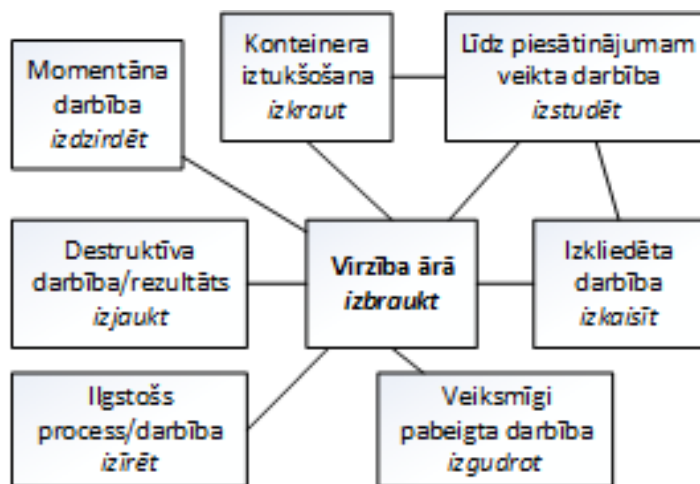 Momentāna
darbība
izdzirdēt
Konteinera
iztukšošana
izkraut
Līdz piesātinājumam
veikta darbība
izstudēt
Destruktīva
darbība/rezultāts
izjaukt
Virzība ārā
izbraukt
Izkliedēta
darbība
izkaisīt
Ilgstošs
process/darbība
izīrēt
Veiksmīgi
pabeigta darbība
izgudrot